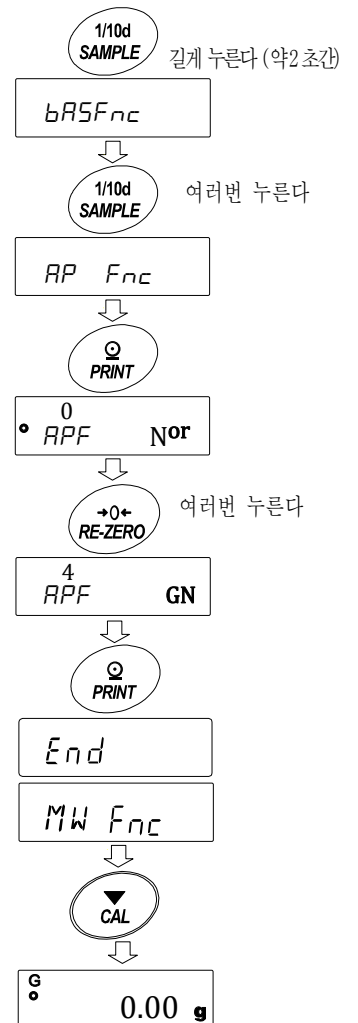 1/10d
SAMPLE 길게 누른다 (약2 초간)
bASFnc
1/10d
SAMPLE 여러번 누른다
AP Fnc
PRINT
0
APF Nor
→0←
RE-ZERO 여러번 누른다
4
APF GN
PRINT
End
MW Fnc
CAL
G
0.00 g